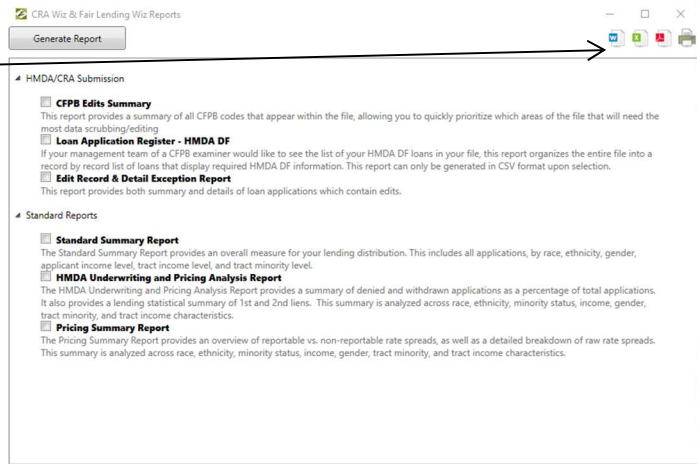 CRA Wiz & Fair Lending Wiz Reports
Generate Report
HMDA/CRA Submission
CFPB Edits Summary
This report provides a summary of all CFPB codes that appear within the file, allowing you to quickly prioritize which areas of the file that will need the
most data scrubbing/editing
Loan Application Register - HMDA DF
If your management team of a CFPB examiner would like to see the list of your HMDA DF loans in your file, this report organizes the entire file into a
record by record list of loans that display required HMDA DF information. This report can only be generated in CSV format upon selection.
Edit Record & Detail Exception Report
This report provides both summary and details of loan applications which contain edits.
Standard Reports
Standard Summary Report
The Standard Summary Report provides an overall measure for your lending distribution. This includes all applications, by race, ethnicity, gender,
applicant income level, tract income level, and tract minority level.
HMDA Underwriting and Pricing Analysis Report
The HMDA Underwriting and Pricing Analysis Report provides a summary of denied and withdrawn applications as a percentage of total applications.
It also provides a lending statistical summary of 1st and 2nd liens. This summary is analyzed across race, ethnicity, minority status, income, gender,
tract minority, and tract income characteristics.
Pricing Summary Report
The Pricing Summary Report provides an overview of reportable vs. non-reportable rate spreads, as well as a detailed breakdown of raw rate spreads.
This summary is analyzed across race, ethnicity, minority status, income, gender, tract minority, and tract income characteristics.